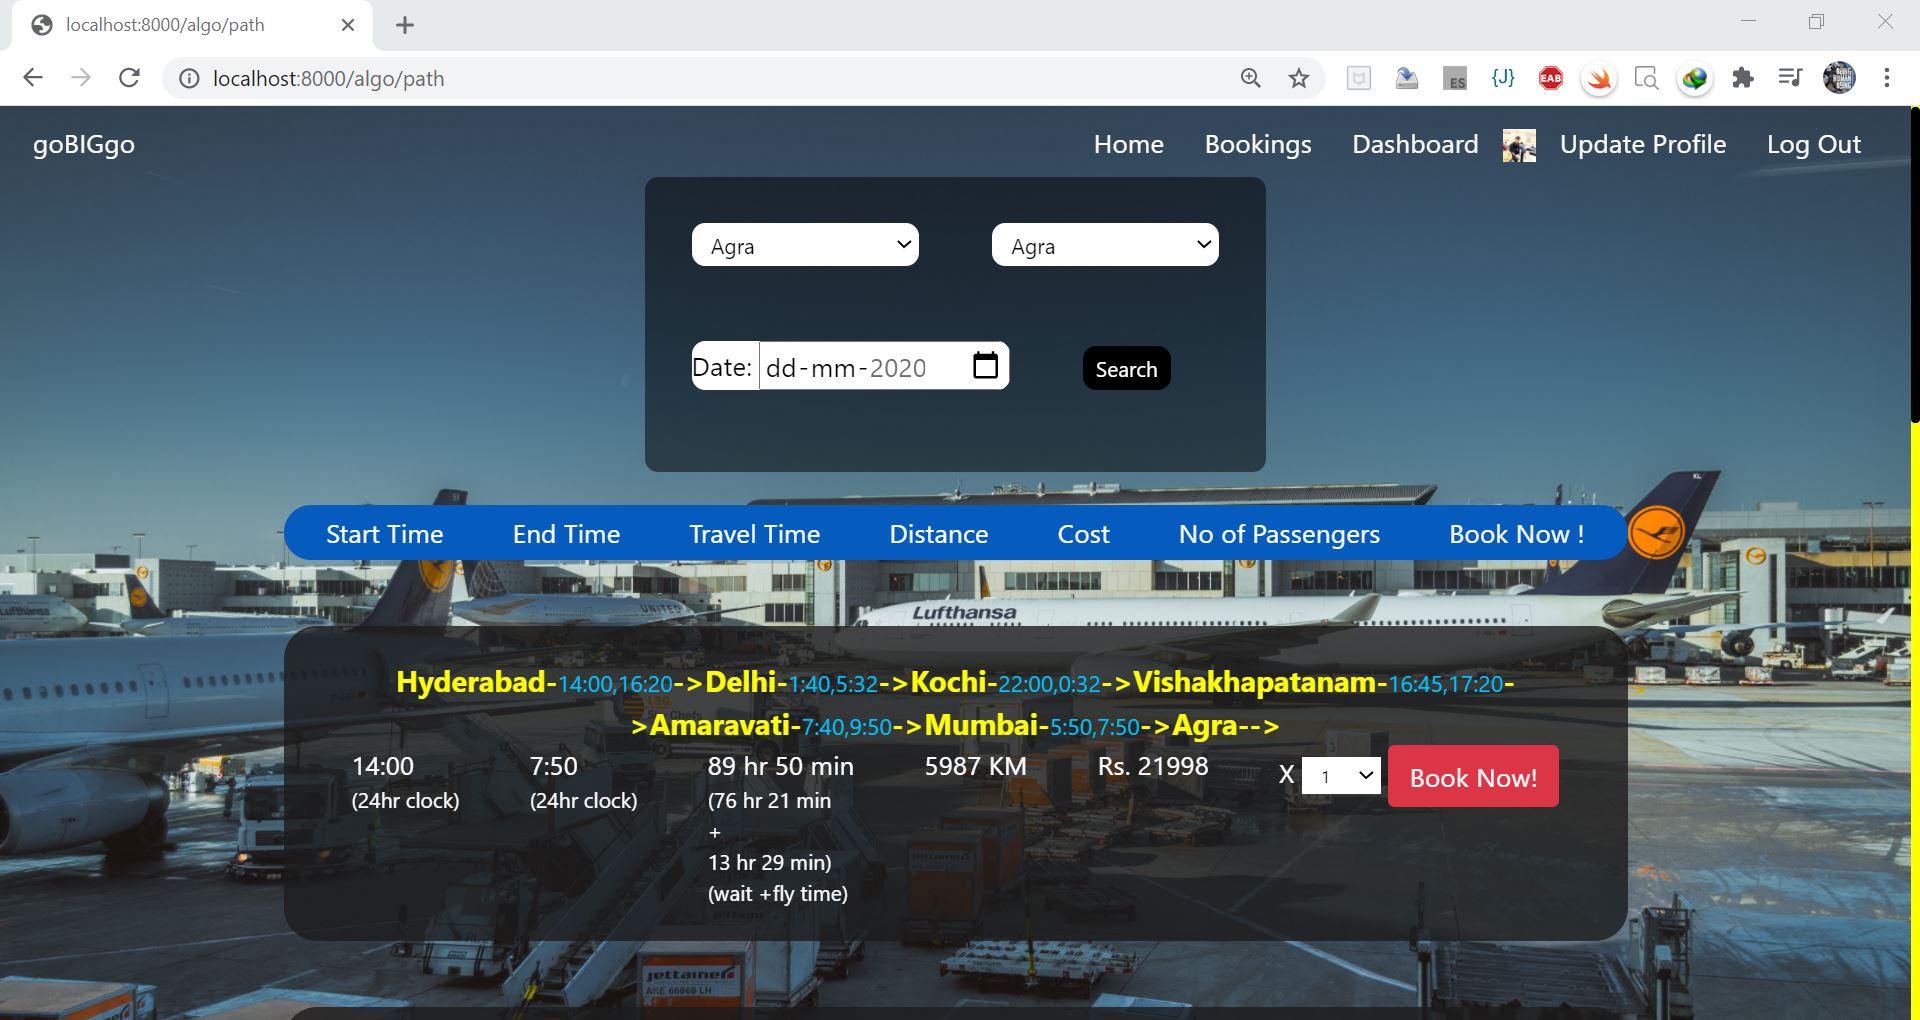 localhost:8000/algo/path
localhost:8000/algo/path
ES
{J}
EAB
goBIGgo
Home Bookings Dashboard Update Profile Log Out
Agra Agra
Date: dd-mm-2020 Search
Start Time End Time Travel Time Distance Cost No of Passengers Book Now !
Lufthansa
UNITED
Lufthansa
Hyderabad-14:00,16:20->Delhi-1:40,5:32->Kochi-22:00,0:32->Vishakhapatanam-16:45,17:20-
>Amaravati-7:40,9:50->Mumbai-5:50,7:50->Agra-->
14:00 7:50 89 hr 50 min 5987 KM Rs. 21998 X 1 Book Now!
(24hr clock) (24hr clock) (76 hr 21 min
+
13 hr 29 min)
(wait +fly time)
jettainer
jettainer
AKE 66868 LH